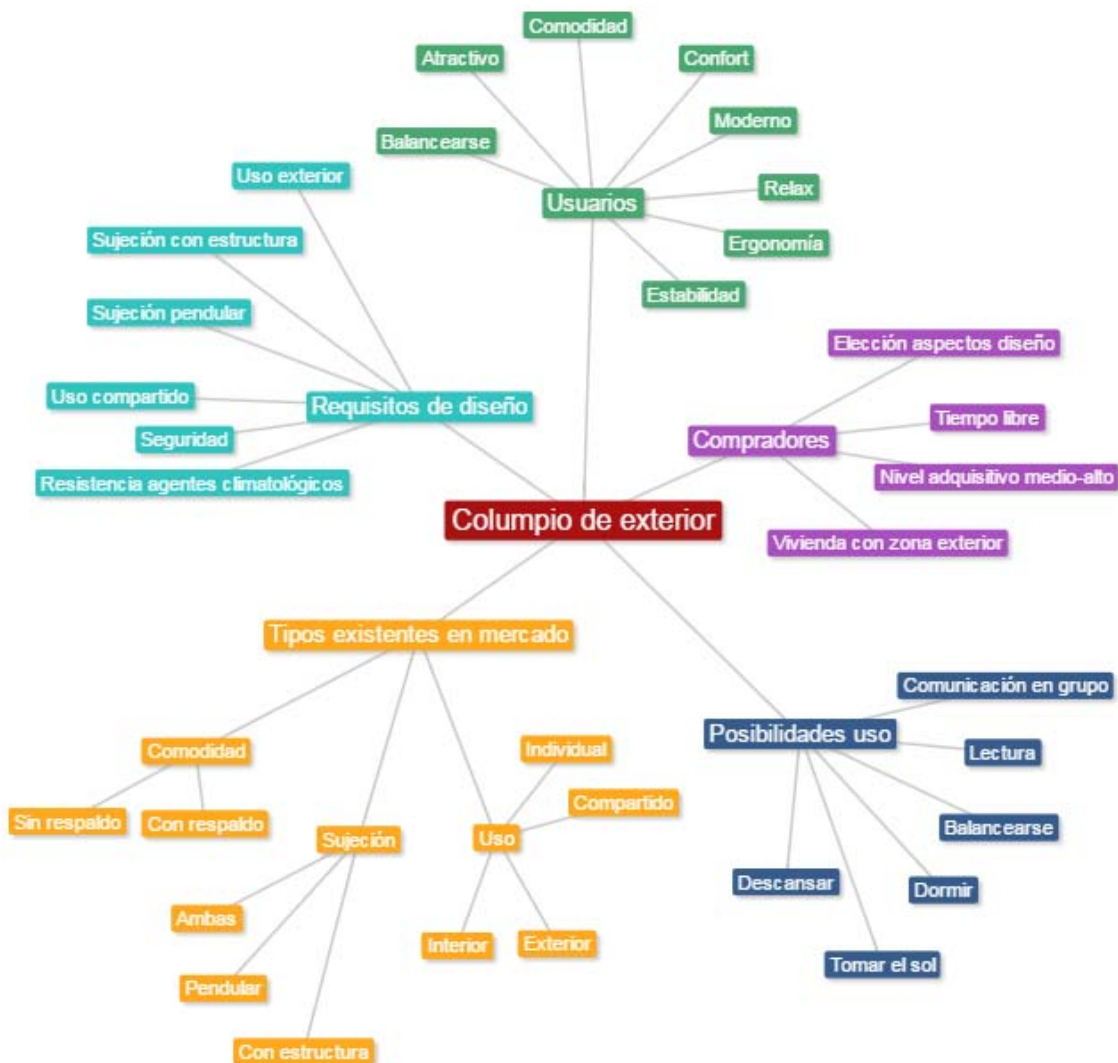 Comodidad
Atractivo
Confort
Moderno
Balancearse
Uso exterior
Relax
Usuarios
Sujeción con estructura
Ergonomía
Estabilidad
Sujeción pendular
Elección aspectos diseño
Uso compartido
Requisitos de diseño
Tiempo libre
Seguridad
Compradores
Resistencia agentes climatológicos
Nivel adquisitivo medio-alto
Columpio de exterior
Vivienda con zona exterior
Tipos existentes en mercado
Comunicación en grupo
Posibilidades uso
Comodidad
Individual
Lectura
Compartido
Sin respaldo
Con respaldo
Sujeción
Uso
Balancearse
Descansar
Dormir
Ambas
Interior
Exterior
Tomar el sol
Pendular
Con estructura